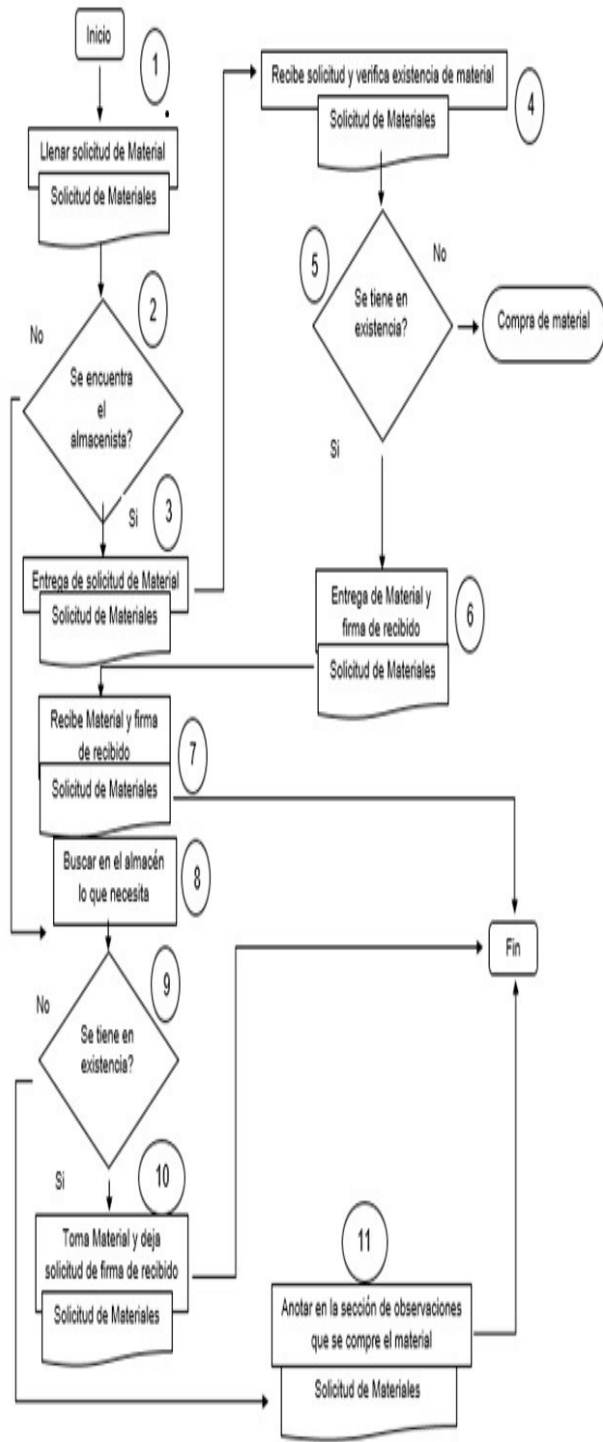 Inicio
1
Llenar solicitud de Material
Solicitud de Materiales
2
No
Se encuentra
el
almacenista?
Si
3
Entrega de solicitud de Material
Solicitud de Materiales
Recibe solicitud y verifica existencia de material
4
Solicitud de Materiales
5
No
Se tiene en
existencia?
Compra de material
Si
Entrega de Material y
firma de recibido
6
Solicitud de Materiales
Recibe Material y firma
de recibido
7
Solicitud de Materiales
Buscar en el almacén
lo que necesita
8
Fin
9
No
Se tiene en
existencia?
Si
10
Toma Material y deja
solicitud de firma de recibido
Solicitud de Materiales
11
Anotar en la sección de observaciones
que se compre el material
Solicitud de Materiales